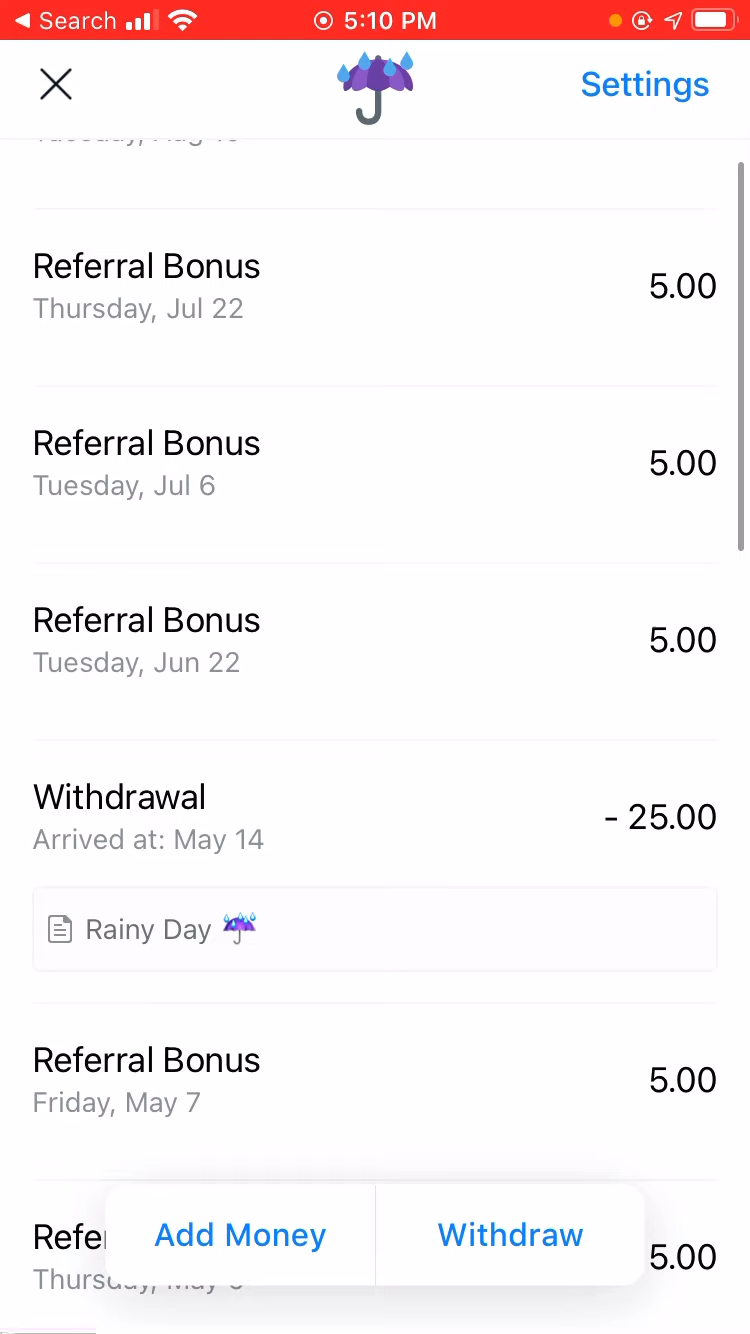 Search 5:10 PM
Settings
Referral Bonus
5.00
Thursday, Jul 22
Referral Bonus
5.00
Tuesday, Jul 6
Referral Bonus
5.00
Tuesday, Jun 22
Withdrawal
- 25.00
Arrived at: May 14
Rainy Day
Referral Bonus
5.00
Friday, May 7
Add Money
Withdraw
5.00